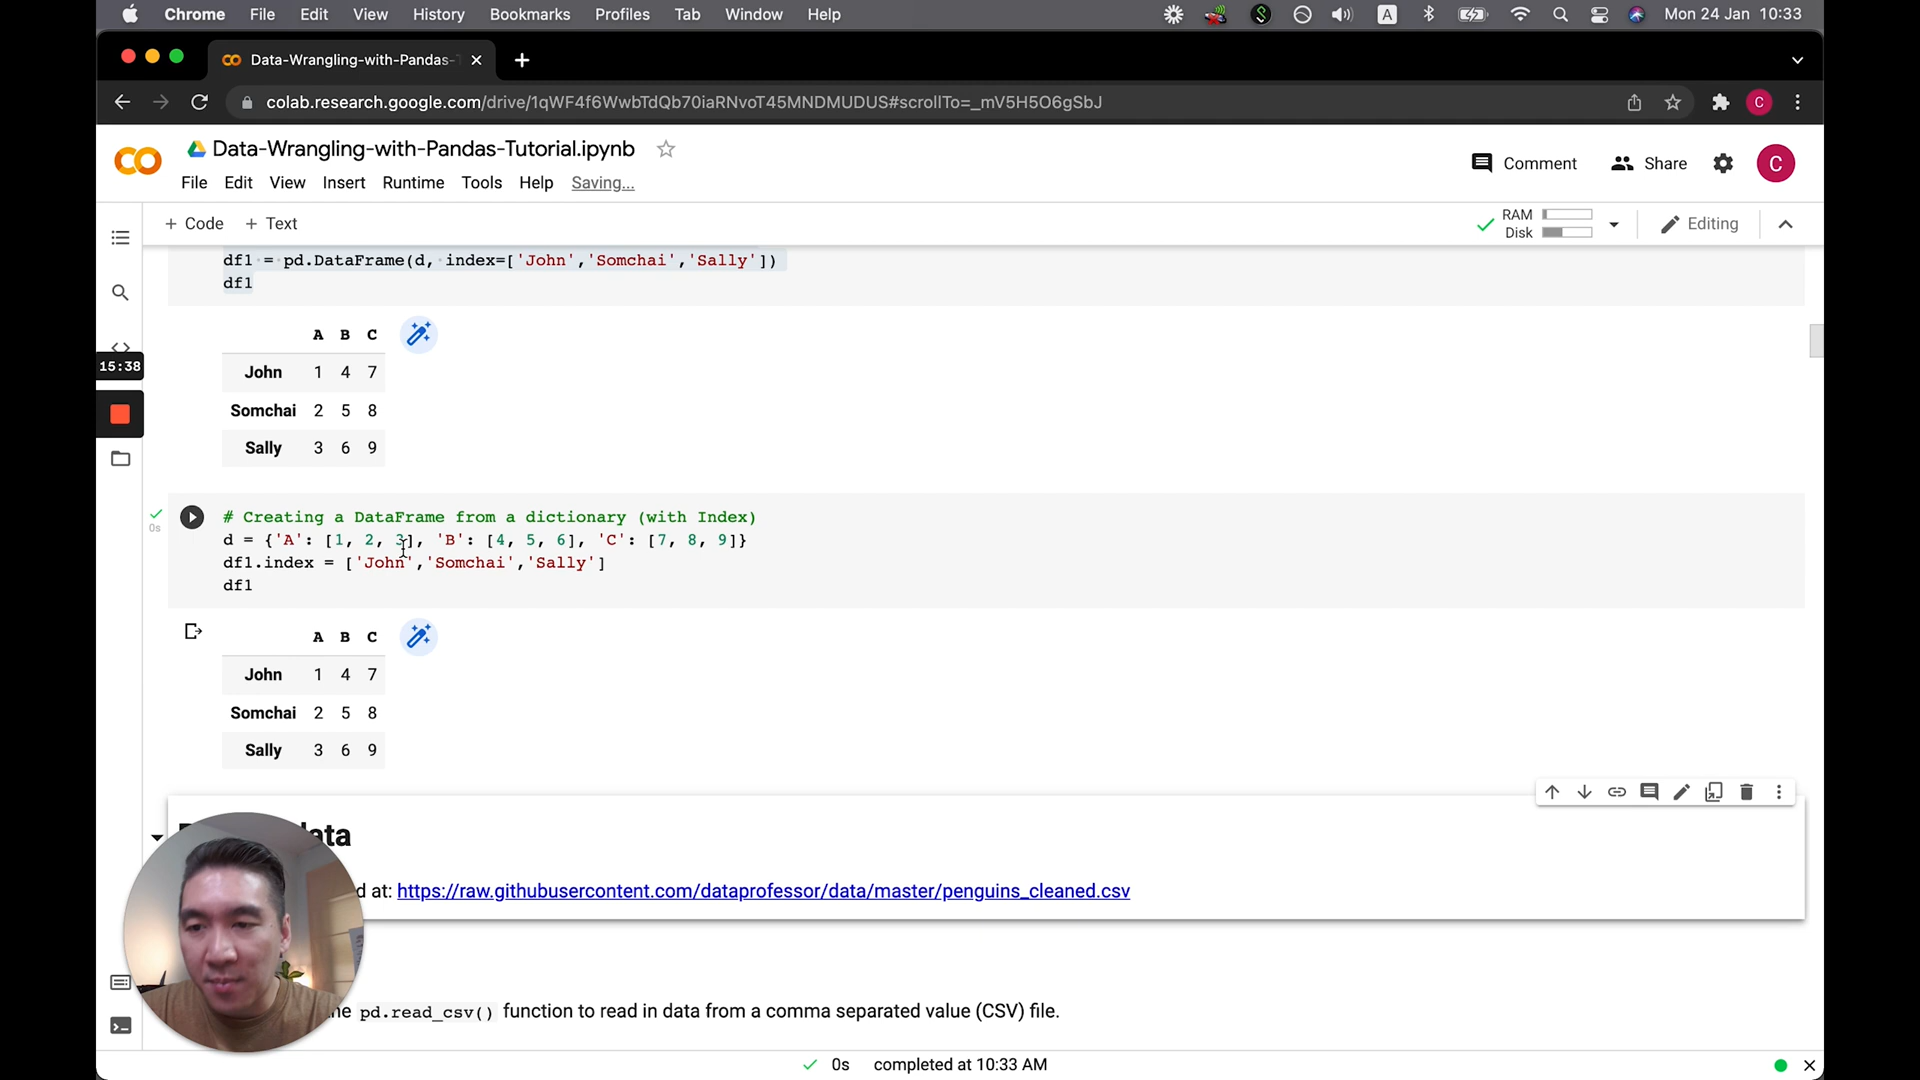 Chrome File Edit View History Bookmarks Profiles Tab Window Help A Mon 24 Jan 10:33
Data-Wrangling-with-Pandas-
colab.research.google.com/drive/1qWF4f6WwbTdQb70iaRNvoT45MNDMUDUS#scrollTo=_mV5H5O6gSbJ C
Data-Wrangling-with-Pandas-Tutorial.ipynb
Comment Share C
File Edit View Insert Runtime Tools Help Saving...
+ Code + Text RAM Editing
Disk
df1 = pd.DataFrame(d, index=['John','Somchai','Sally'])
df1
A B C
15:38
John 1 4 7
Somchai 2 5 8
Sally 3 6 9
# Creating a DataFrame from a dictionary (with Index)
0s
d = {'A': [1, 2, 3], 'B': [4, 5, 6], 'C': [7, 8, 9]}
df1.index = ['John','Somchai','Sally']
df1
A B C
John 1 4 7
Somchai 2 5 8
Sally 3 6 9
data
d at: https://raw.githubusercontent.com/dataprofessor/data/master/penguins_cleaned.csv
pd.read_csv() function to read in data from a comma separated value (CSV) file.
0s completed at 10:33 AM